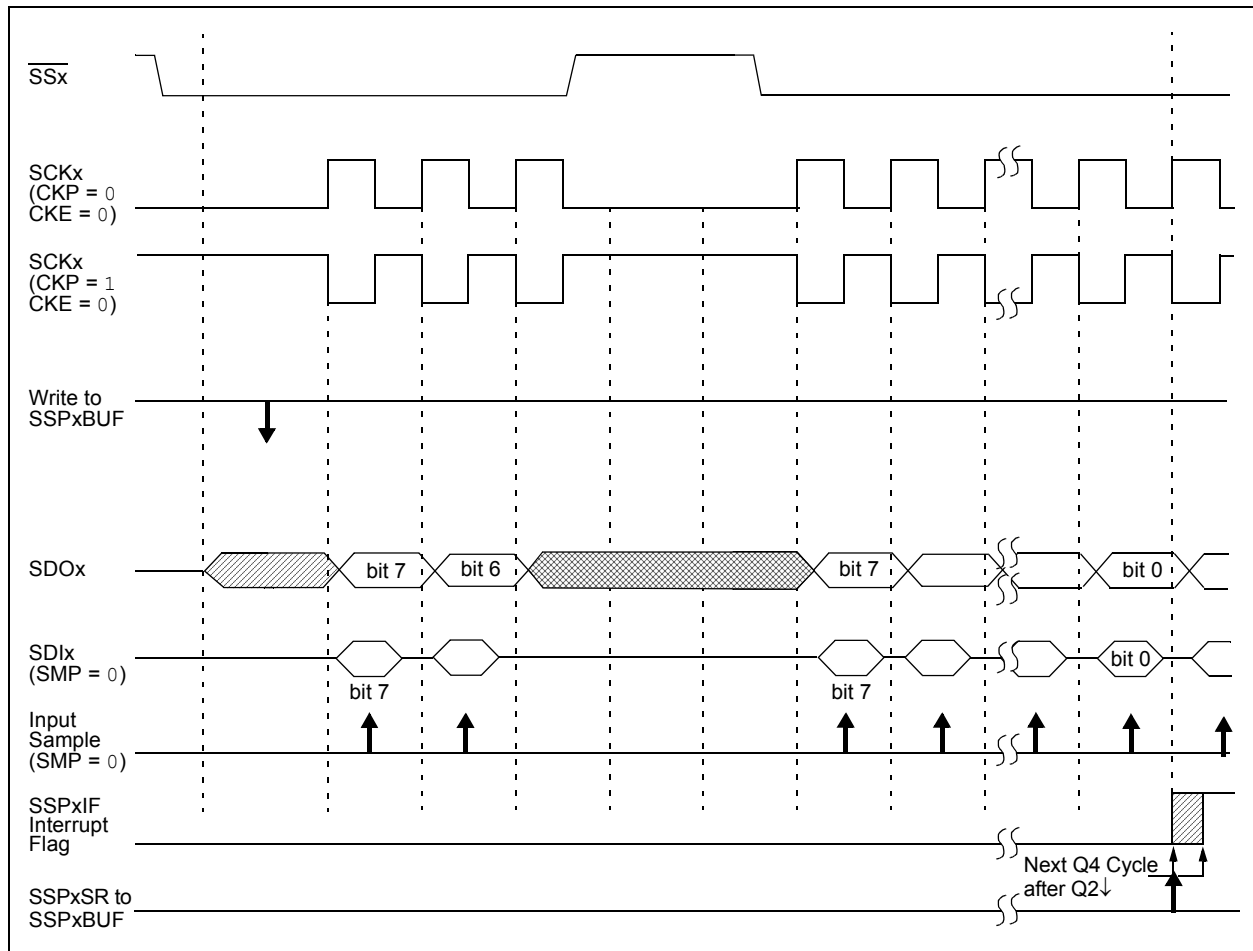 SSx
SCKx
(CKP = 0
CKE = 0)
SCKx
(CKP = 1
CKE = 0)
Write to
SSPxBUF
SDOx
bit 7
bit 6
bit 7
bit 0
SDIx
(SMP = 0)
bit 0
bit 7
bit 7
Input
Sample
(SMP = 0)
SSPxIF
Interrupt
Flag
Next Q4 Cycle
after Q2↓
SSPxSR to
SSPxBUF